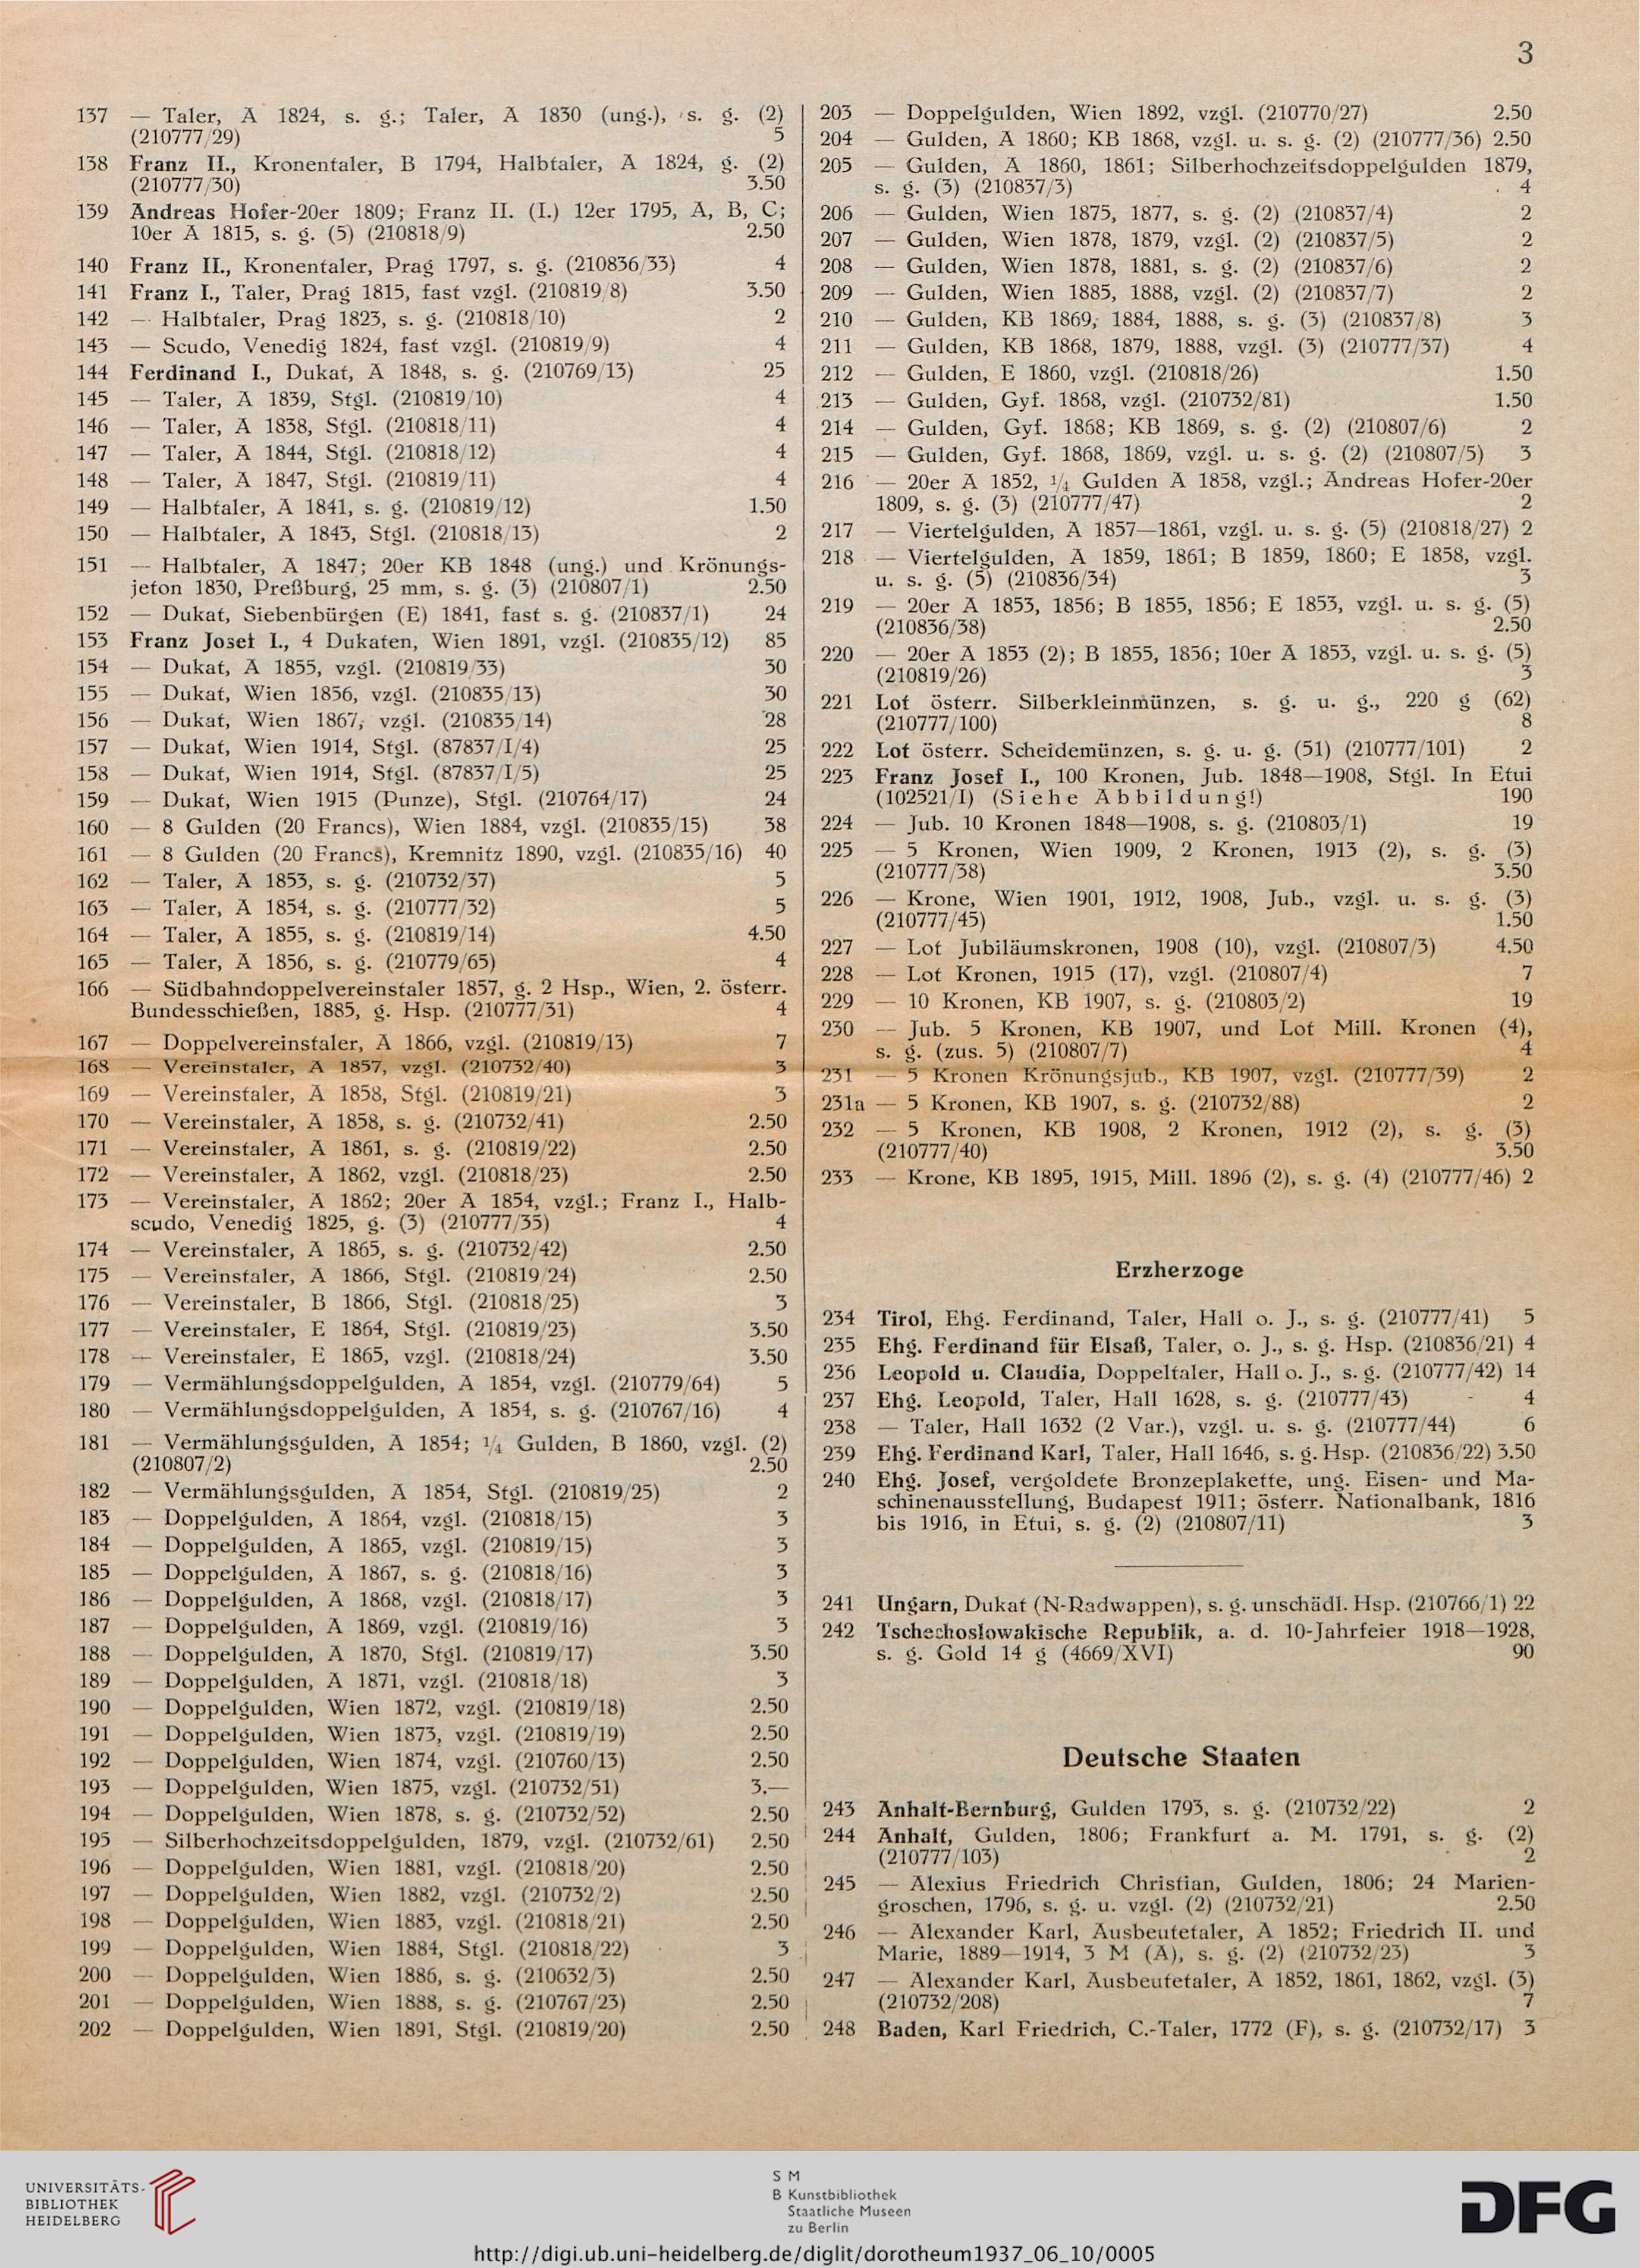 3
137 — Taler, A 1824, s. g.; Taler, A 1830 (ung.), s. g. (2)
(210777/29) 5
138 Franz II., Kronentaler, B 1794, Halbtaler, A 1824, g. (2)
(210777/30) 3.50
139 Andreas Hofer-20er 1809; Franz II. (I.) 12er 1795, A, B, C;
10er A 1815, s. g. (5) (210818/9) 2.50
140 Franz II., Kronentaler, Prag 1797, s. g. (210836/33) 4
141 Franz I., Taler, Prag 1815, fast vzgl. (210819/8) 3.50
142 — Halbtaler, Prag 1823, s. g. (210818/10) 2
143 — Scudo, Venedig 1824, fast vzgl. (210819/9) 4
144 Ferdinand I., Dukat, A 1848, s. g. (210769/13) 25
145 — Taler, A 1839, Stgl. (210819/10) 4
146 — Taler, A 1838, Stgl. (210818/11) 4
147 — Taler, A 1844, Stgl. (210818/12) 4
148 — Taler, A 1847, Stgl. (210819/11) 4
149 — Halbtaler, A 1841, s. g. (210819/12) 1.50
150 — Halbtaler, A 1843, Stgl. (210818/13) 2
151 — Halbtaler, A 1847; 20er KB 1848 (ung.) und Krönungs-
jeton 1830, Preßburg, 25 mm, s. g. (3) (210807/1) 2.50
152 — Dukat, Siebenbürgen (E) 1841, fast s. g. (210837/1) 24
153 Franz Josef I., 4 Dukaten, Wien 1891, vzgl. (210835/12) 85
154 — Dukat, A 1855, vzgl. (210819/33) 30
155 — Dukat, Wien 1856, vzgl. (210835/13) 30
156 — Dukat, Wien 1867, vzgl. (210835/14) 28
157 — Dukat, Wien 1914, Stgl. (87837/I/4) 25
158 — Dukat, Wien 1914, Stgl. (87837/I/5) 25
159 — Dukat, Wien 1915 (Punze), Stgl. (210764/17) 24
160 — 8 Gulden (20 Francs), Wien 1884, vzgl. (210835/15) 38
161 — 8 Gulden (20 Francs), Kremnitz 1890, vzgl. (210835/16) 40
162 — Taler, A 1853, s. g. (210732/37) 5
163 — Taler, A 1854, s. g. (210777/32) 5
164 — Taler, A 1855, s. g. (210819/14) 4.50
165 — Taler, A 1856, s. g. (210779/65) 4
166 — Südbahndoppelvereinstaler 1857, g. 2 Hsp., Wien, 2. österr.
Bundesschießen, 1885, g. Hsp. (210777/31) 4
167 — Doppelvereinstaler, A 1866, vzgl. (210819/13) 7
168 — Vereinstaler, A 1857, vzgl. (210732/40) 3
169 — Vereinstaler, A 1858, Stgl. (210819/21) 3
170 — Vereinstaler, A 1858, s. g. (210732/41) 2.50
171 — Vereinstaler, A 1861, s. g. (210819/22) 2.50
172 — Vereinstaler, A 1862, vzgl. (210818/23) 2.50
173 — Vereinstaler, A 1862; 20er A 1854, vzgl.; Franz I., Halb-
scudo, Venedig 1825, g. (3) (210777/35) 4
174 — Vereinstaler, A 1865, s. g. (210732/42) 2.50
175 — Vereinstaler, A 1866, Stgl. (210819/24) 2.50
176 — Vereinstaler, B 1866, Stgl. (210818/25) 3
177 — Vereinstaler, E 1864, Stgl. (210819/23) 3.50
178 — Vereinstaler, E 1865, vzgl. (210818/24) 3.50
179 — Vermählungsdoppelgulden, A 1854, vzgl. (210779/64) 5
180 — Vermählungsdoppelgulden, A 1854, s. g. (210767/16) 4
181 — Vermählungsgulden, A 1854; 1/4 Gulden, B 1860, vzgl. (2)
(210807/2) 2.50
182 — Vermählungsgulden, A 1854, Stgl. (210819/25) 2
183 — Doppelgulden, A 1864, vzgl. (210818/15) 3
184 — Doppelgulden, A 1865, vzgl. (210819/15) 3
185 — Doppelgulden, A 1867, s. g. (210818/16) 3
186 — Doppelgulden, A 1868, vzgl. (210818/17) 3
187 — Doppelgulden, A 1869, vzgl. (210819/16) 3
188 — Doppelgulden, A 1870, Stgl. (210819/17) 3.50
189 — Doppelgulden, A 1871, vzgl. (210818/18) 3
190 — Doppelgulden, Wien 1872, vzgl. (210819/18) 2.50
191 — Doppelgulden, Wien 1873, vzgl. (210819/19) 2.50
192 — Doppelgulden, Wien 1874, vzgl. (210760/13) 2.50
193 — Doppelgulden, Wien 1875, vzgl. (210732/51) 3.—
194 — Doppelgulden, Wien 1878, s. g. (210732/52) 2.50
195 — Silberhochzeitsdoppelgulden, 1879, vzgl. (210732/61) 2.50
196 — Doppelgulden, Wien 1881, vzgl. (210818/20) 2.50
197 — Doppelgulden, Wien 1882, vzgl. (210732/2) 2.50
198 — Doppelgulden, Wien 1883, vzgl. (210818/21) 2.50
199 — Doppelgulden, Wien 1884, Stgl. (210818/22) 3
200 — Doppelgulden, Wien 1886, s. g. (210632/3) 2.50
201 — Doppelgulden, Wien 1888, s. g. (210767/23) 2.50
202 — Doppelgulden, Wien 1891, Stgl. (210819/20) 2.50
203 — Doppelgulden, Wien 1892, vzgl. (210770/27) 2.50
204 — Gulden, A 1860; KB 1868, vzgl. u. s. g. (2) (210777/36) 2.50
205 — Gulden, A 1860, 1861; Silberhochzeitsdoppelgulden 1879,
s. g. (3) (210837/3) 4
206 — Gulden, Wien 1875, 1877, s. g. (2) (210837/4) 2
207 — Gulden, Wien 1878, 1879, vzgl. (2) (210837/5) 2
208 — Gulden, Wien 1878, 1881, s. g. (2) (210837/6) 2
209 — Gulden, Wien 1885, 1888, vzgl. (2) (210837/7) 2
210 — Gulden, KB 1869, 1884, 1888, s. g. (3) (210837/8) 3
211 — Gulden, KB 1868, 1879, 1888, vzgl. (3) (210777/37) 4
212 — Gulden, E 1860, vzgl. (210818/26) 1.50
213 — Gulden, Gyf. 1868, vzgl. (210732/81) 1.50
214 — Gulden, Gyf. 1868; KB 1869, s. g. (2) (210807/6) 2
215 — Gulden, Gyf. 1868, 1869, vzgl. u. s. g. (2) (210807/5) 3
216 — 20er A 1852, 1/4 Gulden A 1858, vzgl.; Andreas Hofer-20er
1809, s. g. (3) (210777/47) 2
217 — Viertelgulden, A 1857—1861, vzgl. u. s. g. (5) (210818/27) 2
218 — Viertelgulden, A 1859, 1861; B 1859, 1860; E 1858, vzgl.
u. s. g. (5) (210836/34) 3
219 — 20er A 1853, 1856; B 1855, 1856; E 1853, vzgl. u. s. g. (5)
(210836/38) 2.50
220 — 20er A 1853 (2); B 1855, 1856; 10er A 1853, vzgl. u. s. g. (5)
(210819/26) 3
221 Lot österr. Silberkleinmünzen, s. g. u. g., 220 g (62)
(210777/100) 8
222 Lot österr. Scheidemünzen, s. g. u. g. (51) (210777/101) 2
223 Franz Josef I., 100 Kronen, Jub. 1848—1908, Stgl. In Etui
(102521/I) (Siehe Abbildung!) 190
224 — Jub. 10 Kronen 1848—1908, s. g. (210803/1) 19
225 — 5 Kronen, Wien 1909, 2 Kronen, 1913 (2), s. g. (3)
(210777/38) 3.50
226 — Krone, Wien 1901, 1912, 1908, Jub., vzgl. u. s. g. (3)
(210777/45) 1.50
227 — Lot Jubiläumskronen, 1908 (10), vzgl. (210807/3) 4.50
228 — Lot Kronen, 1915 (17), vzgl. (210807/4) 7
229 — 10 Kronen, KB 1907, s. g. (210803/2) 19
230 — Jub. 5 Kronen, KB 1907, und Lot Mill. Kronen (4),
s. g. (zus. 5) (210807/7) 4
231 — 5 Kronen Krönungsjub., KB 1907, vzgl. (210777/39) 2
231a — 5 Kronen, KB 1907, s. g. (210732/88) 2
232 — 5 Kronen, KB 1908, 2 Kronen, 1912 (2), s. g. (3)
(210777/40) 3.50
233 — Krone, KB 1895, 1915, Mill. 1896 (2), s. g. (4) (210777/46) 2
Erzherzoge
234 Tirol, Ehg. Ferdinand, Taler, Hall o. J., s. g. (210777/41) 5
235 Ehg. Ferdinand für Elsaß, Taler, o. J., s. g. Hsp. (210836/21) 4
236 Leopold u. Claudia, Doppeltaler, Hall o. J., s. g. (210777/42) 14
237 Ehg. Leopold, Taler, Hall 1628, s. g. (210777/43) 4
238 — Taler, Hall 1632 (2 Var.), vzgl. u. s. g. (210777/44) 6
239 Ehg. Ferdinand Karl, Taler, Hall 1646, s. g. Hsp. (210836/22) 3.50
240 Ehg. Josef, vergoldete Bronzeplakette, ung. Eisen- und Ma-
schinenausstellung, Budapest 1911; österr. Nationalbank, 1816
bis 1916, in Etui, s. g. (2) (210807/11) 3
241 Ungarn, Dukat (N-Radwappen), s. g. unschädl. Hsp. (210766/1) 22
242 Tschechoslowakische Republik, a. d. 10-Jahrfeier 1918—1928,
s. g. Gold 14 g (4669/XVI) 90
Deutsche Staaten
243 Anhalt-Bernburg, Gulden 1793, s. g. (210732/22) 2
244 Anhalt, Gulden, 1806; Frankfurt a. M. 1791, s. g. (2)
(210777/103) 2
245 — Alexius Friedrich Christian, Gulden, 1806; 24 Marien-
groschen, 1796, s. g. u. vzgl. (2) (210732/21) 2.50
246 — Alexander Karl, Ausbeutetaler, A 1852; Friedrich II. und
Marie, 1889—1914, 3 M (A), s. g. (2) (210732/23) 3
247 — Alexander Karl, Ausbeutetaler, A 1852, 1861, 1862, vzgl. (3)
(210732/208) 7
248 Baden, Karl Friedrich, C.-Taler, 1772 (F), s. g. (210732/17) 3
UNIVERSITÄTS-
BIBLIOTHEK
HEIDELBERG
S M
B Kunstbibliothek
Staatliche Museen
zu Berlin
DFG
http://digi.ub.uni-heidelberg.de/diglit/dorotheum1937_06_10/0005